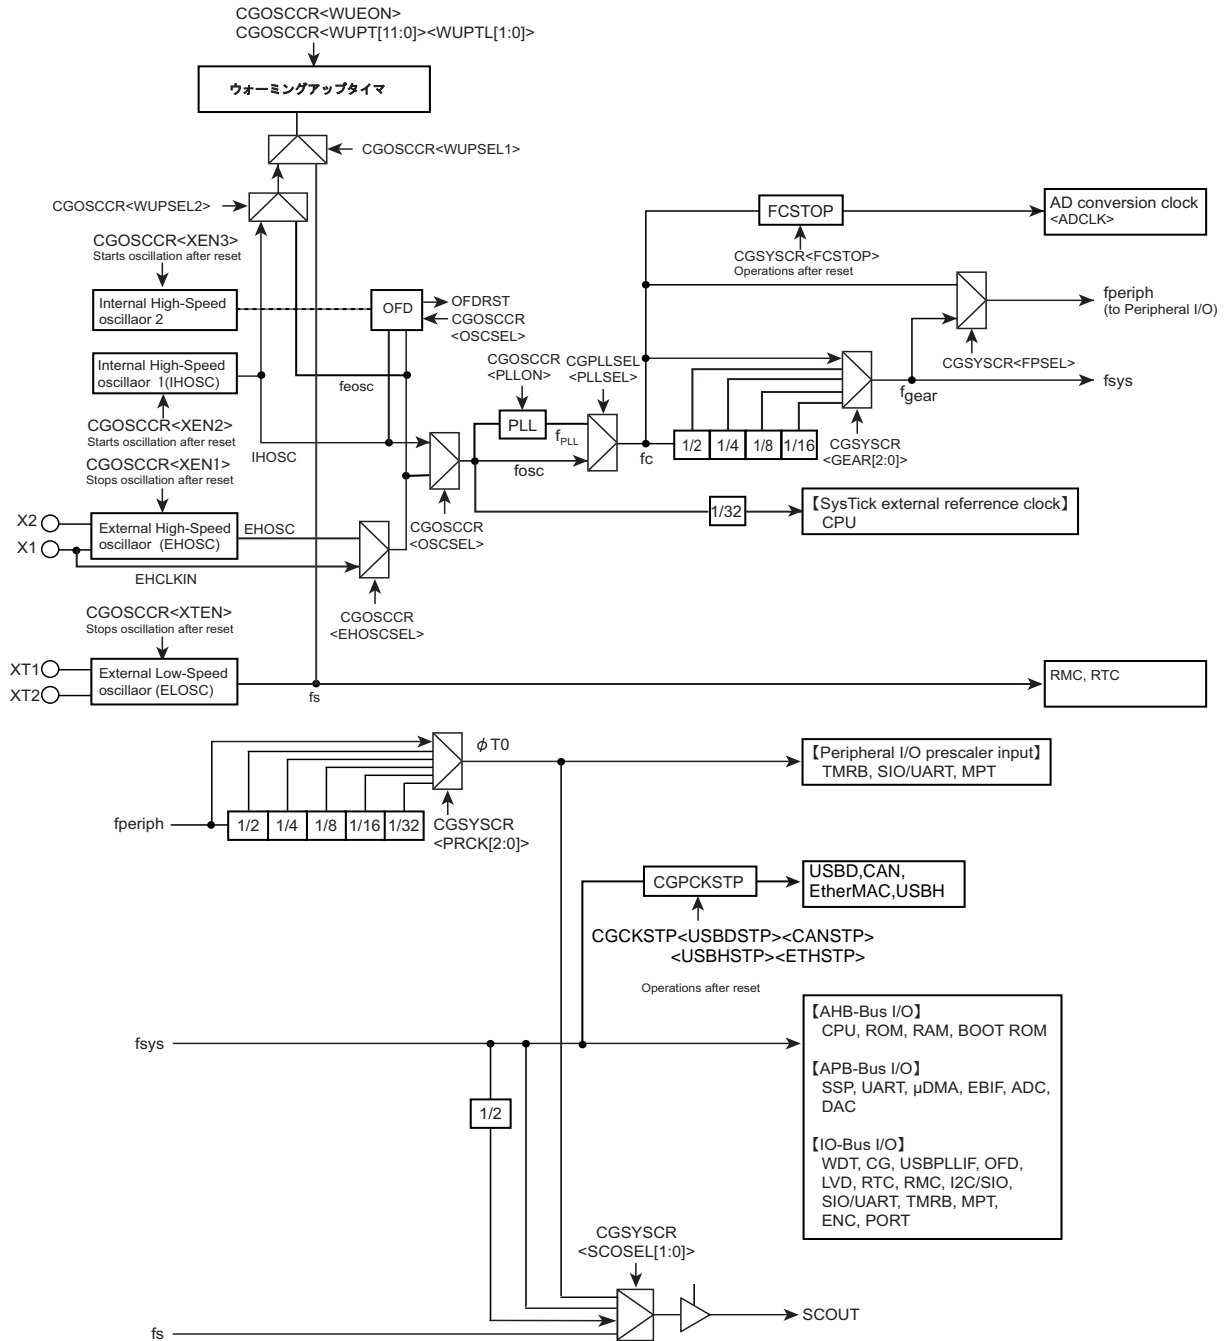 CGOSCCR<WUEON>
CGOSCCR<WUPT[11:0]><WUPTL[1:0]>
ウォーミングアップタイマ
CGOSCCR<WUPSEL1>
CGOSCCR<WUPSEL2>
CGOSCCR<XEN3>
Starts oscillation after reset
Internal High-Speed
oscillaor 2
OFD
OFDRST
CGOSCCR
<OSCSEL>
FCSTOP
CGSYSCR<FCSTOP>
Operations after reset
AD conversion clock
<ADCLK>
fperiph
(to Peripheral I/O)
CGSYSCR<FPSEL>
Internal High-Speed
oscillaor 1(IHOSC)
CGOSCCR<XEN2>
Starts oscillation after reset
feosc
IHOSC
CGOSCCR
<PLLON>
CGPLLSEL
<PLLSEL>
PLL
fPLL
fosc
fc
1/2
1/4
1/8
1/16
CGSYSCR
<GEAR[2:0]>
fgear
fsys
CGOSCCR<XEN1>
Stops oscillation after reset
X2
X1
External High-Speed
oscillaor (EHOSC)
EHOSC
EHCLKIN
CGOSCCR
<OSCSEL>
CGOSCCR
<EHOSCSEL>
1/32
【SysTick external referrence clock】
CPU
CGOSCCR<XTEN>
Stops oscillation after reset
XT1
XT2
External Low-Speed
oscillaor (ELOSC)
fs
RMC, RTC
fperiph
1/2
1/4
1/8
1/16
1/32
CGSYSCR
<PRCK[2:0]>
ϕT0
【Peripheral I/O prescaler input】
TMRB, SIO/UART, MPT
CGPCKSTP
USBD,CAN,
EtherMAC,USBH
CGCKSTP<USBDSTP><CANSTP>
<USBHSTP><ETHSTP>
Operations after reset
fsys
1/2
【AHB-Bus I/O】
CPU, ROM, RAM, BOOT ROM
【APB-Bus I/O】
SSP, UART, µDMA, EBIF, ADC,
DAC
【IO-Bus I/O】
WDT, CG, USBPLLIF, OFD,
LVD, RTC, RMC, I2C/SIO,
SIO/UART, TMRB, MPT,
ENC, PORT
CGSYSCR
<SCOSEL[1:0]>
SCOUT
fs